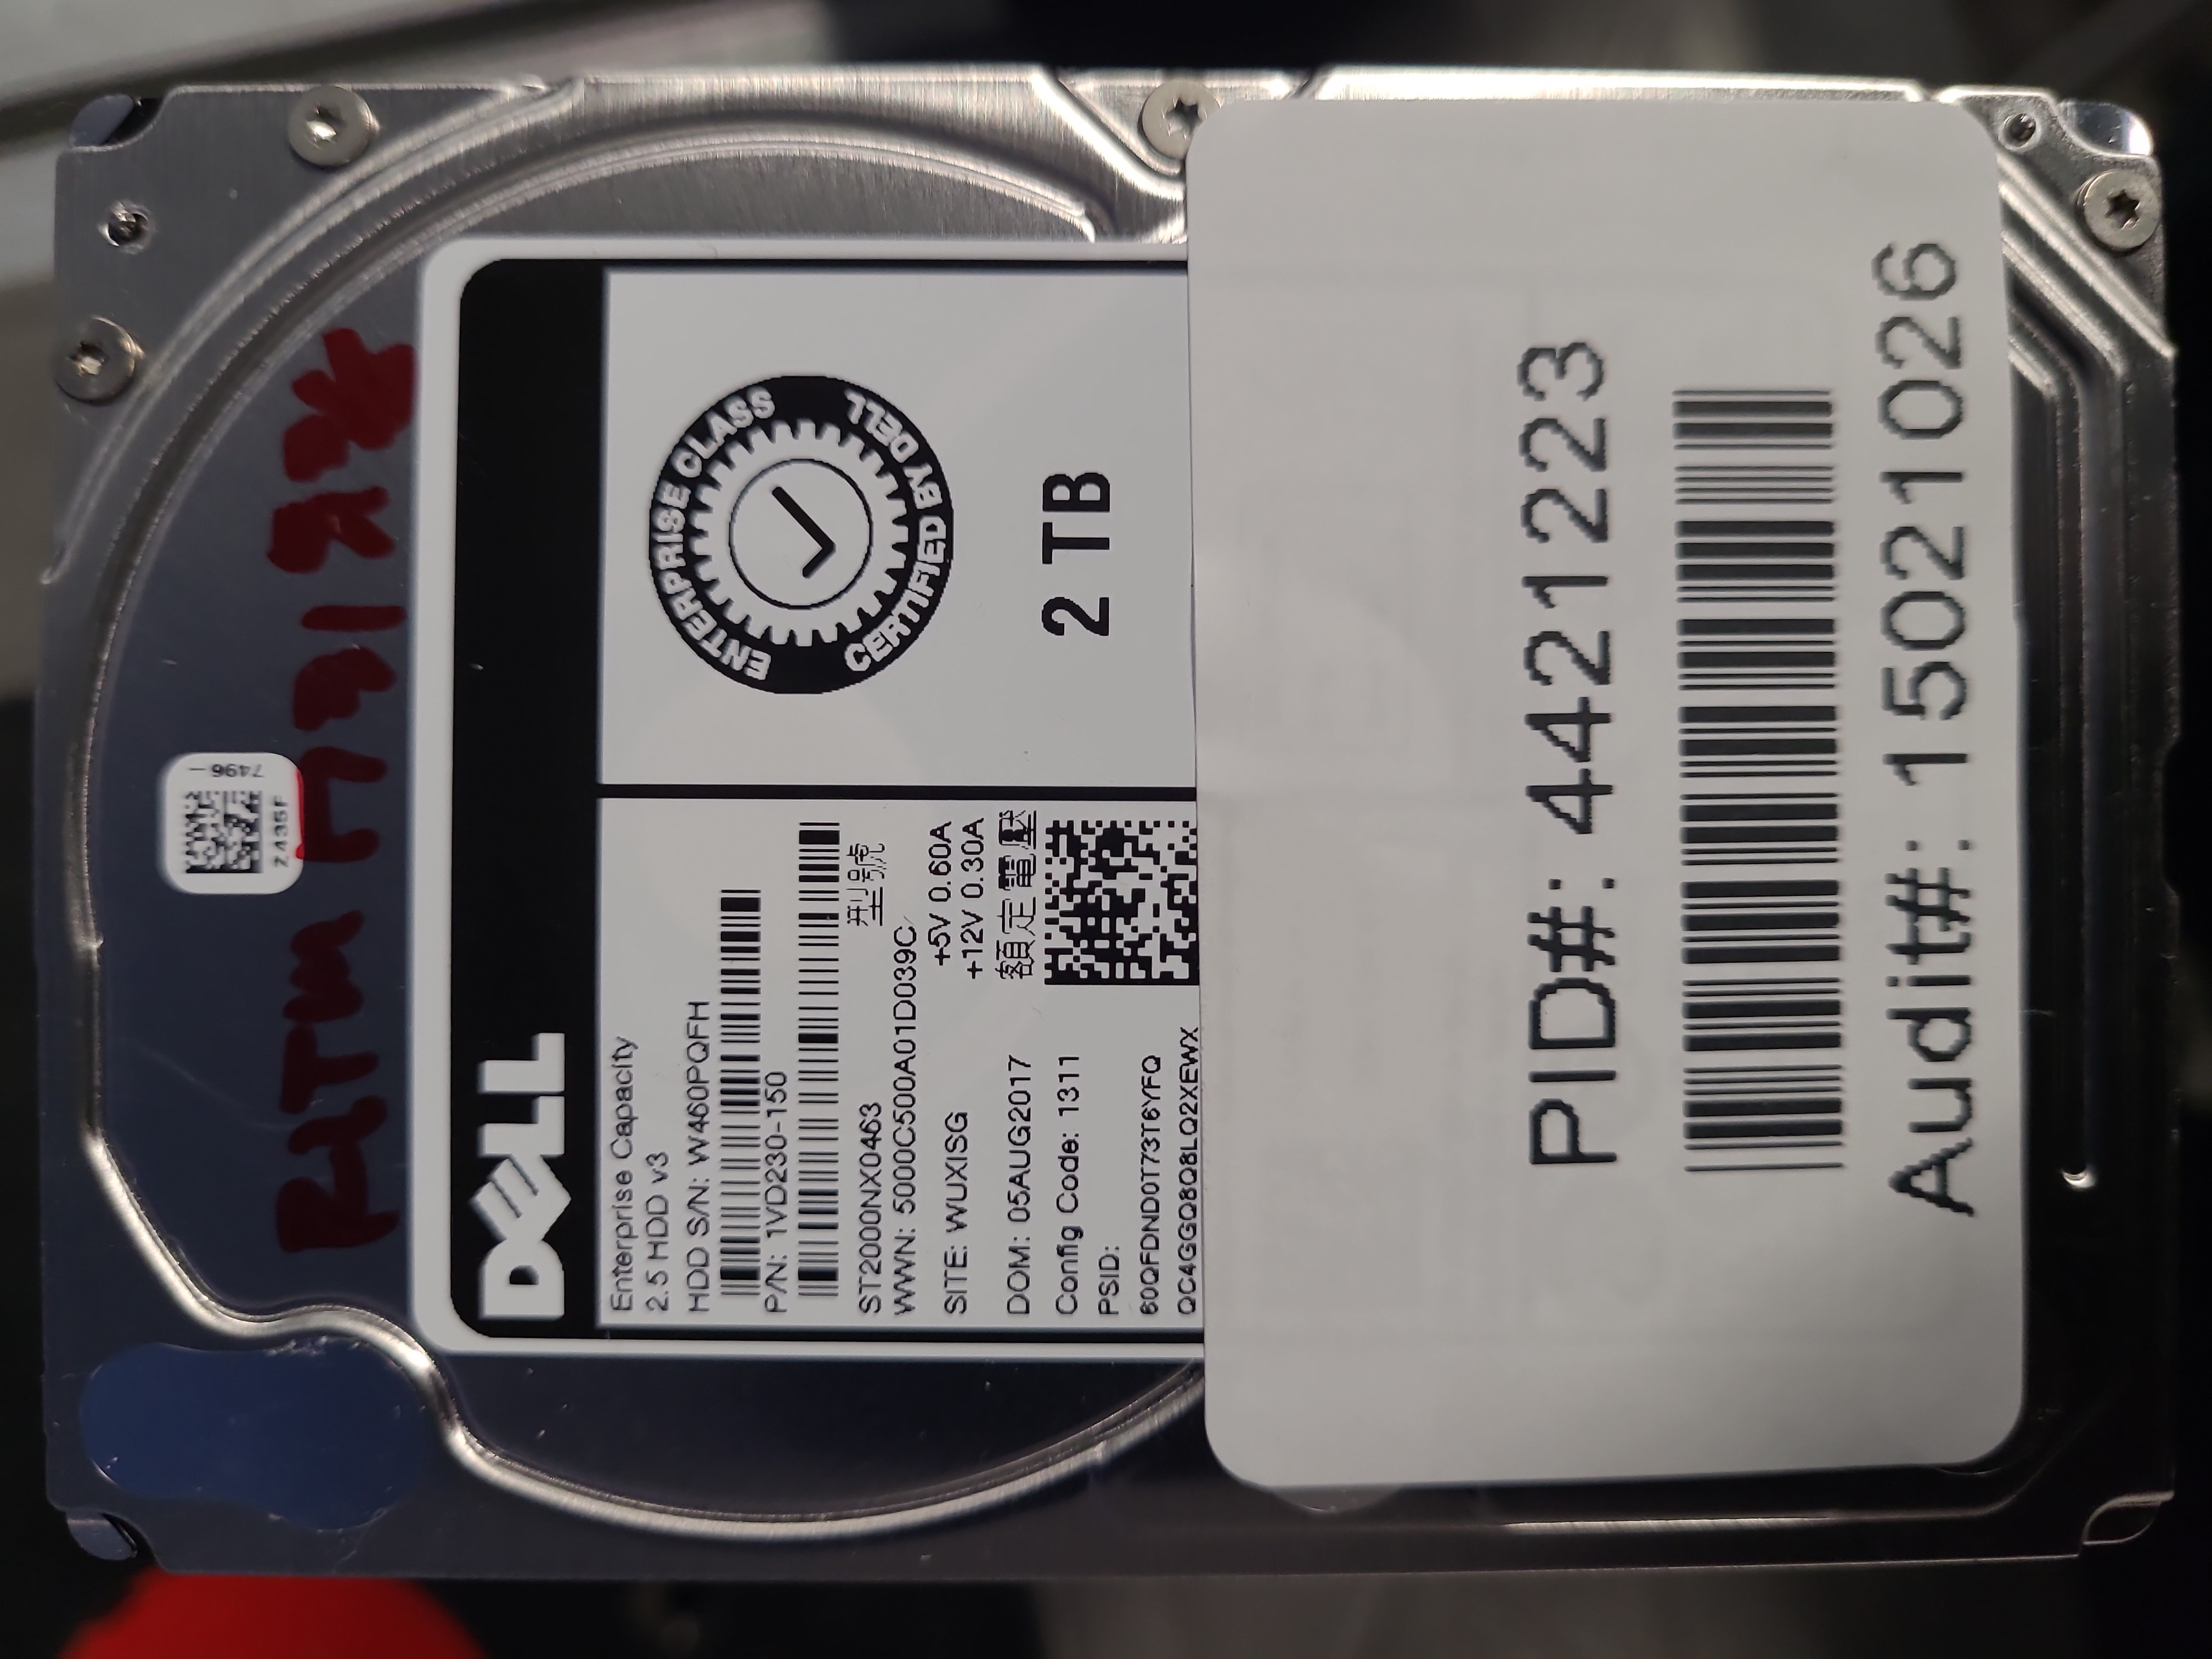 7496-
Z435F
DELL
Enterprise Capacity
2.5 HDD v3
HDD S/N: W460PQFH
P/N: 1VD230-150
ST2000NX0463 型號
WWN: 5000C500A01D039C
+5V 0.60A
SITE: WUXISG
+12V 0.30A
DOM: 05AUG2017 額定電壓
Config Code: 1311
PSID:
60QFDND0T73T6YFQ
QC4GGQ8Q8LQ2XEWX
ENTERPRISE CLASS
CERTIFIED BY DELL
2 TB
PID#: 4421223
Audit#: 15021026